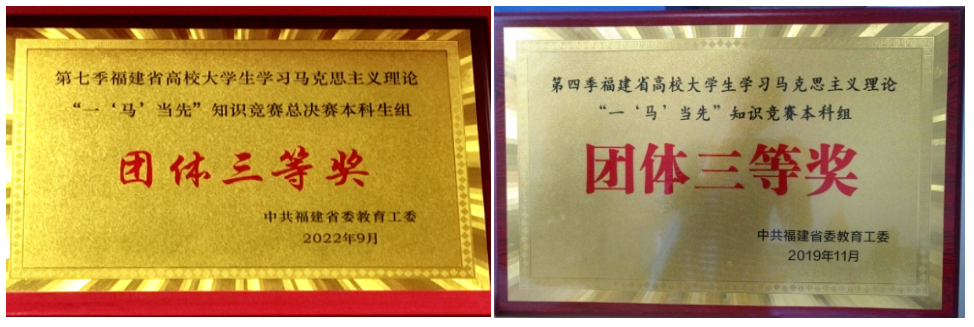 第七季福建省高校大学生学习马克思主义理论
“一‘马’当先”知识竞赛总决赛本科生组
团体三等奖
中共福建省委教育工委
2022年9月
第四季福建省高校大学生学习马克思主义理论
“一‘马’当先”知识竞赛本科组
团体三等奖
中共福建省委教育工委
2019年11月